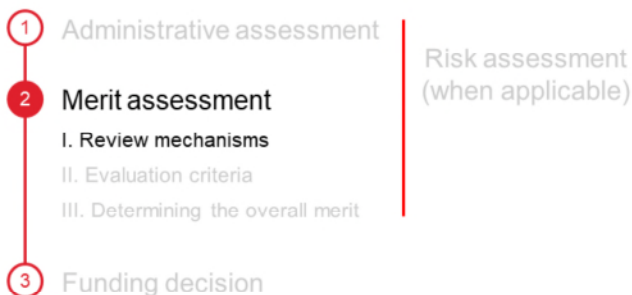 1 Administrative assessment
Risk assessment
(when applicable)
2 Merit assessment
I. Review mechanisms
II. Evaluation criteria
III. Determining the overall merit
3 Funding decision